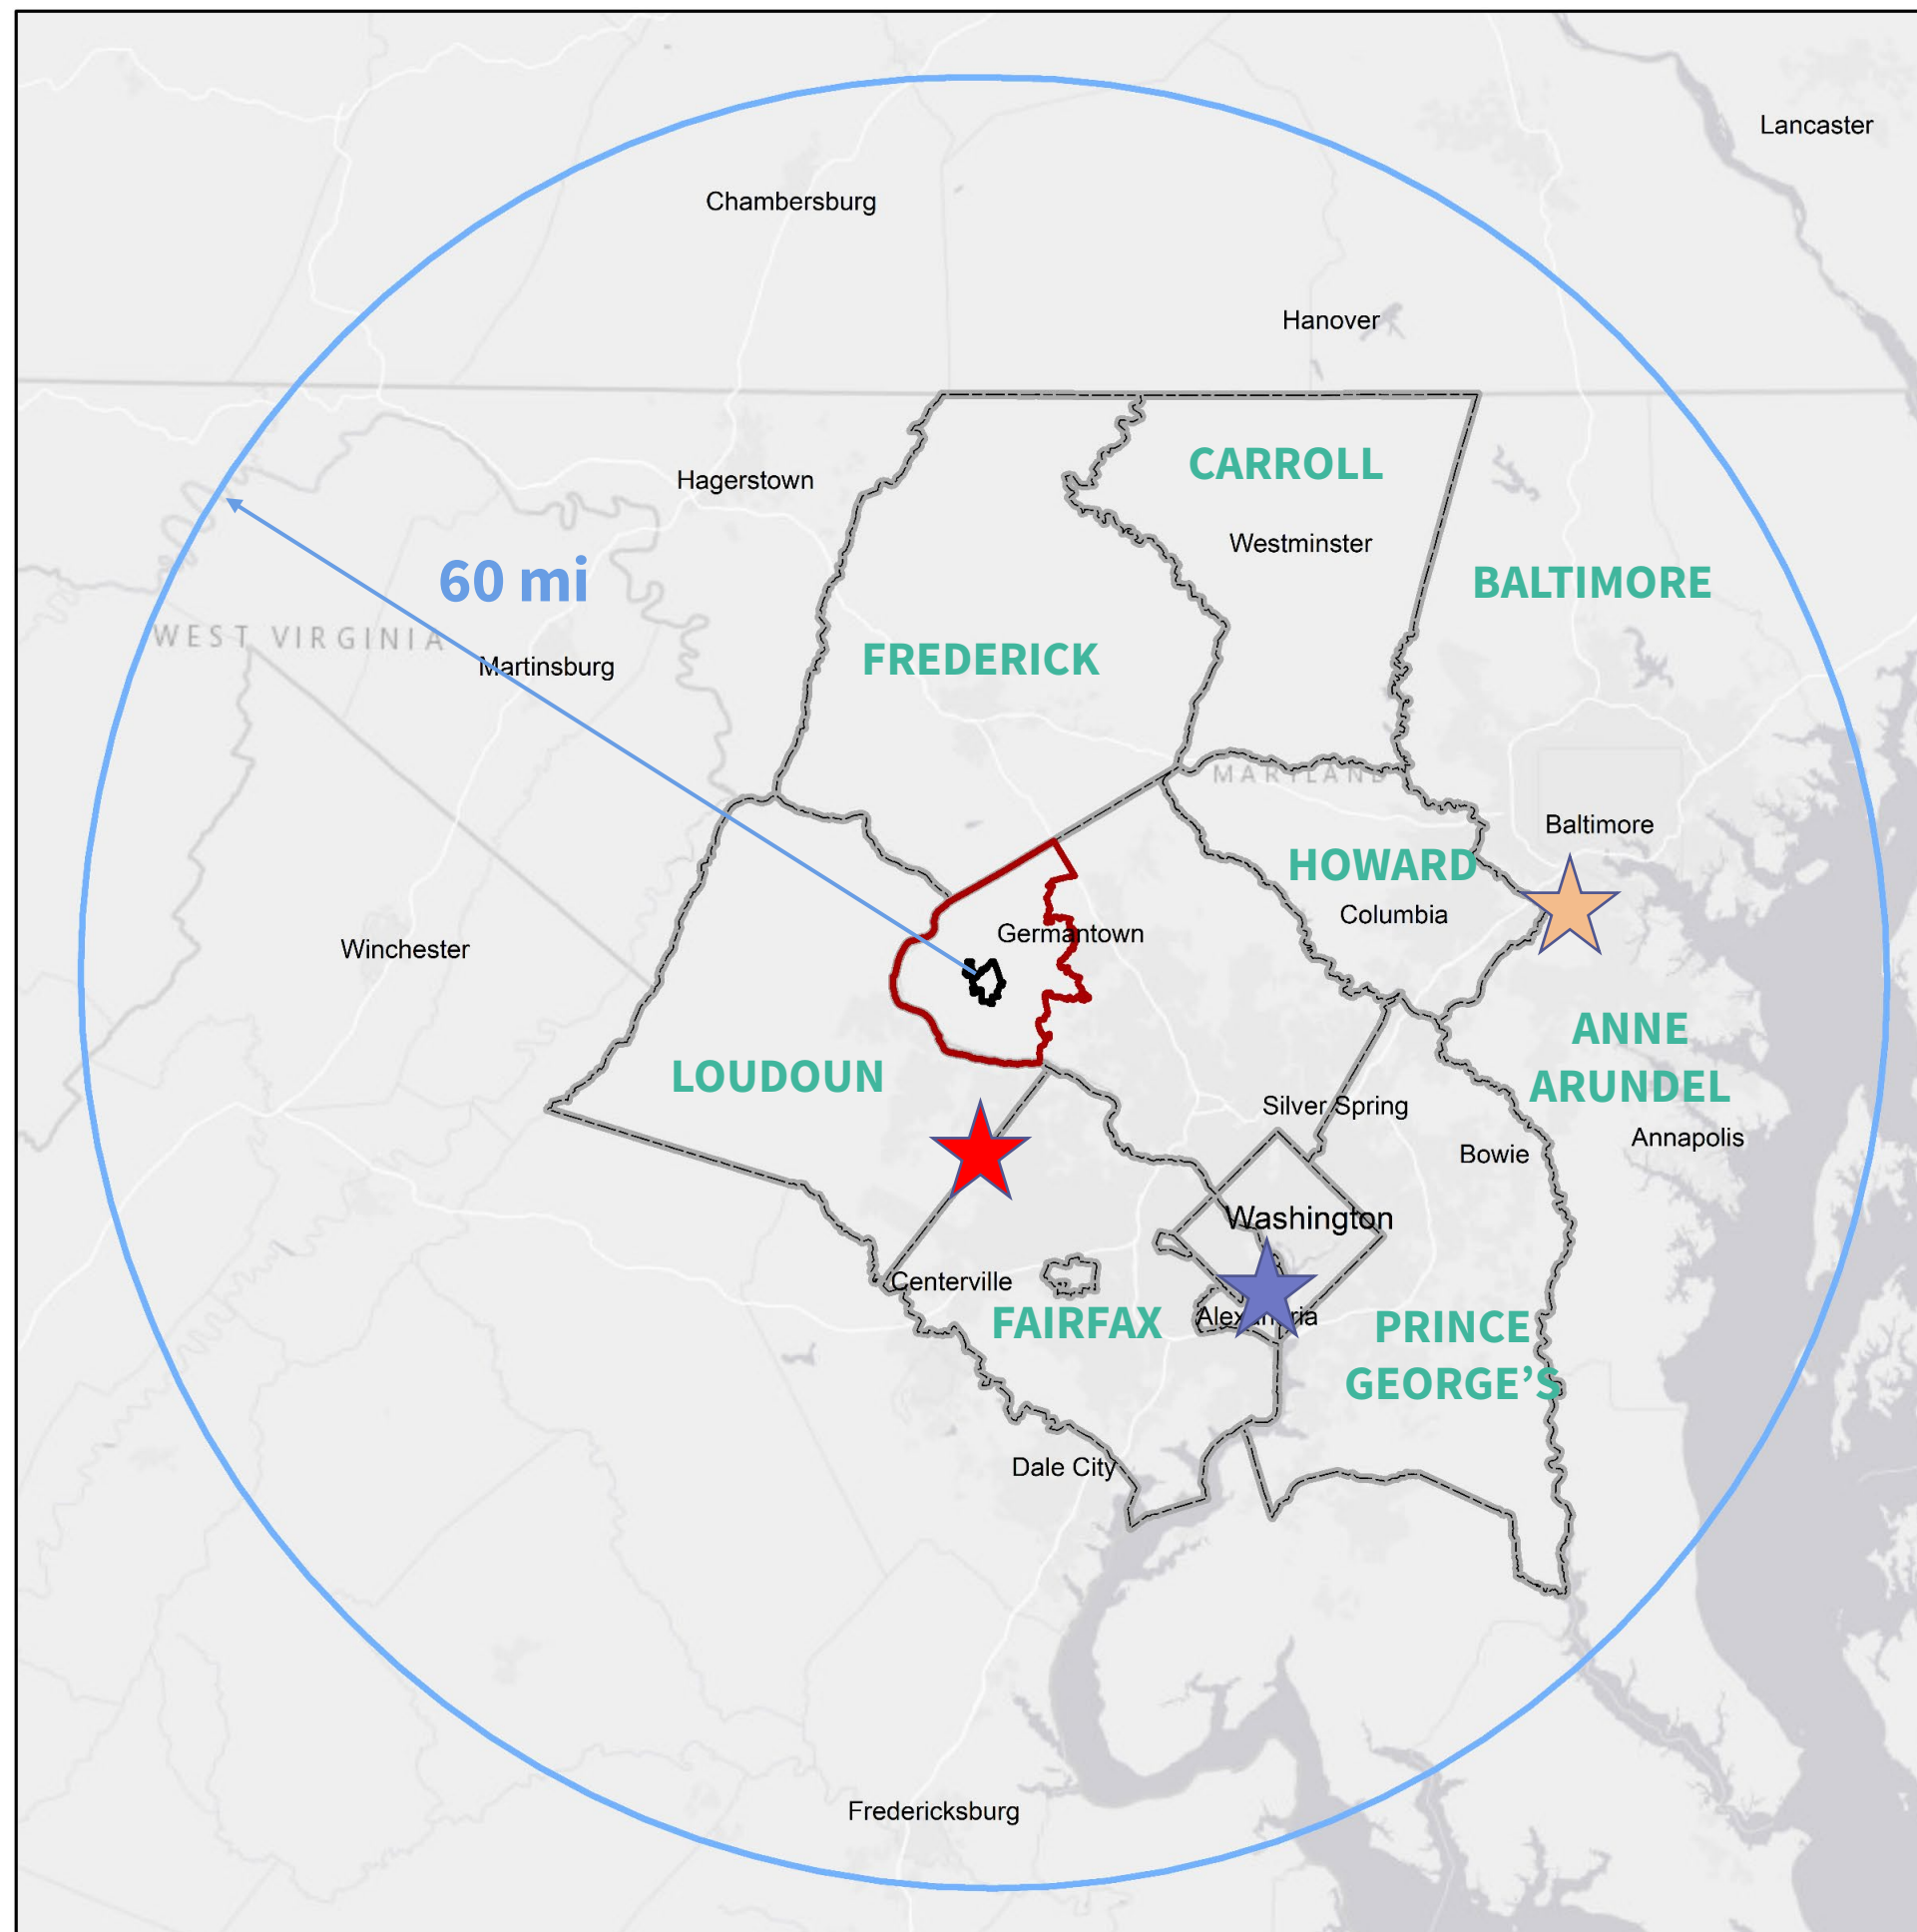 Lancaster
Chambersburg
Hanover
CARROLL
Hagerstown
Westminster
60 mi
BALTIMORE
WEST VIRGINIA
Martinsburg
FREDERICK
MARYLAND
Baltimore
HOWARD
Columbia
Germantown
Winchester
ANNE
ARUNDEL
LOUDOUN
Silver Spring
Annapolis
Bowie
Washington
Centerville
Alexandria
FAIRFAX
PRINCE
GEORGE’S
Dale City
Fredericksburg